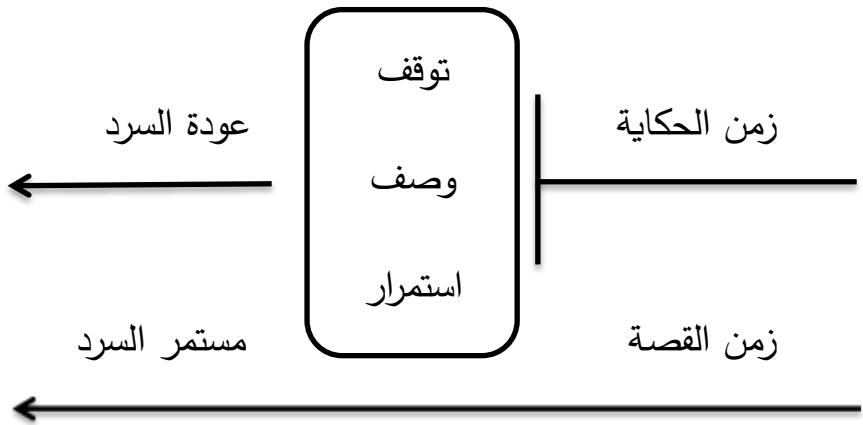 توقف
زمن الحكاية
عودة السرد
وصف
استمرار
زمن القصة
مستمر السرد